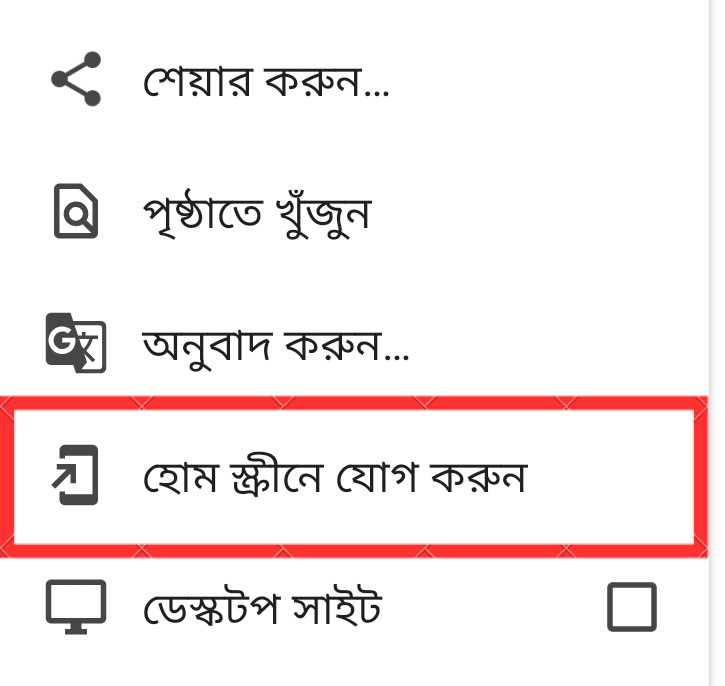 শেয়ার করুন...
পৃষ্ঠাতে খুঁজুন
অনুবাদ করুন...
হোম স্ক্রীনে যোগ করুন
ডেস্কটপ সাইট